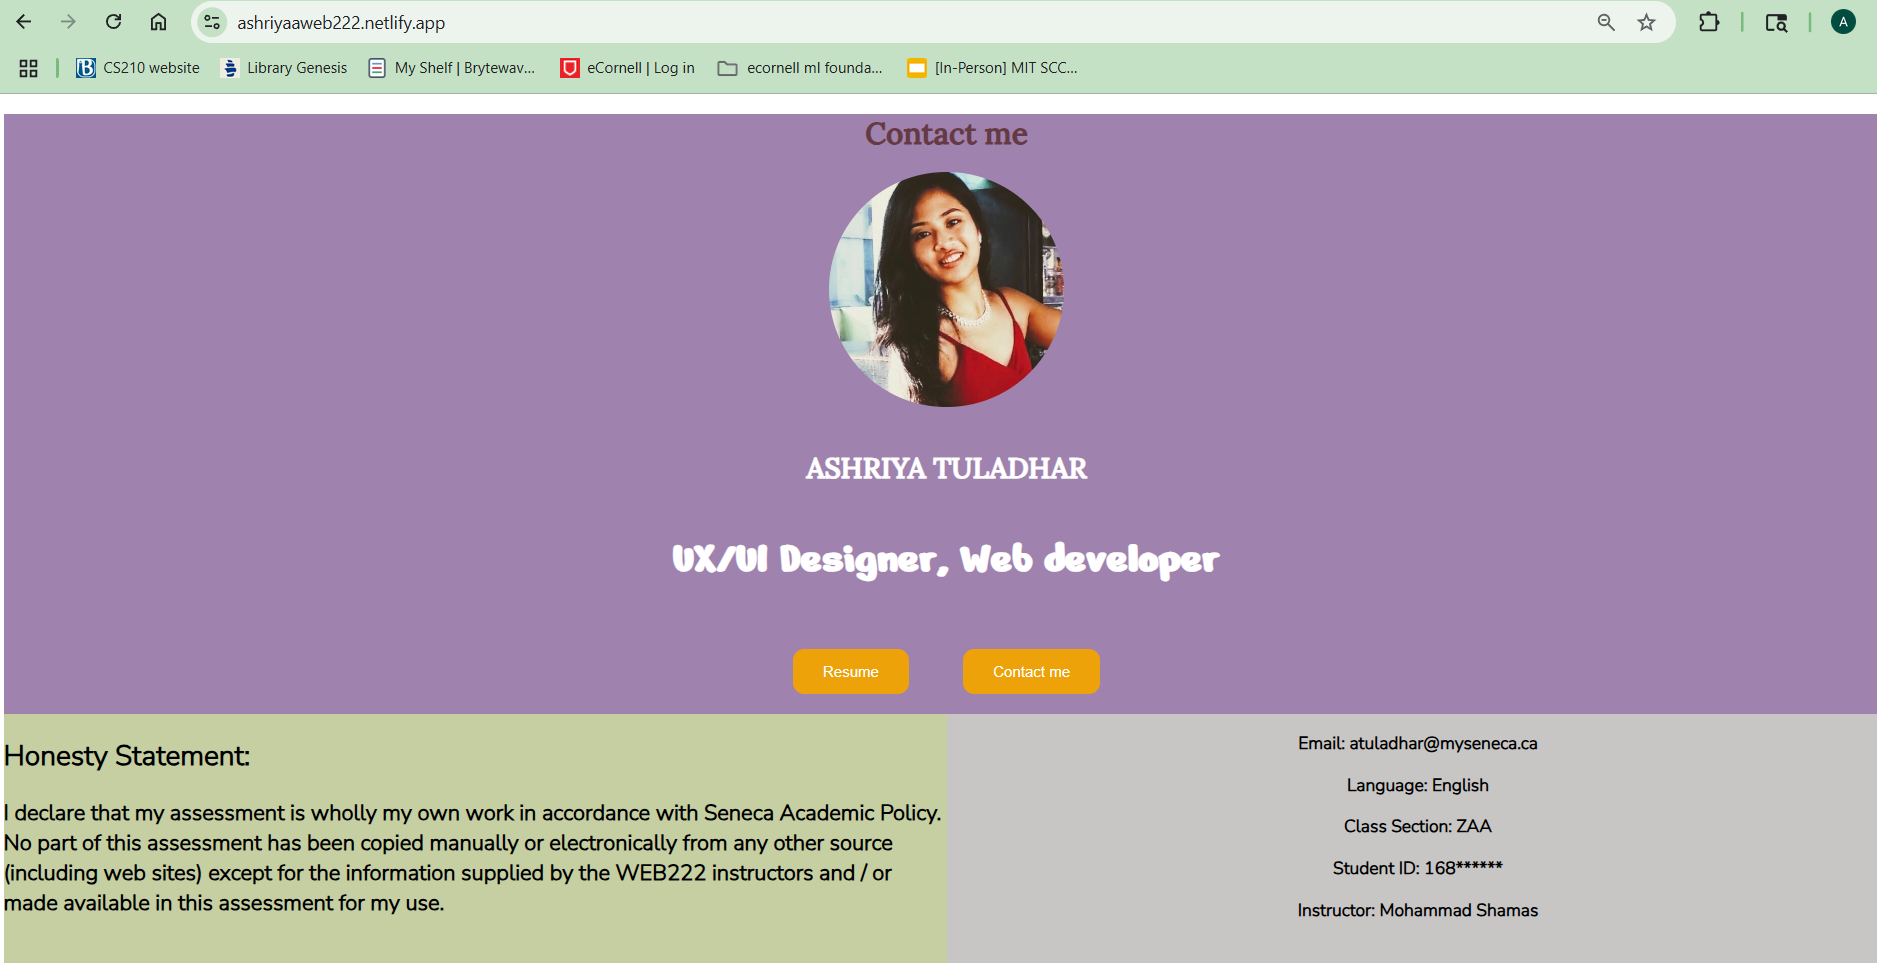 ashriyaaweb222.netlify.app
A
CS210 website
Library Genesis
My Shelf | Brytewav...
eCornell | Log in
ecornell ml founda...
[In-Person] MIT SCC...
Contact me
ASHRIYA TULADHAR
UX/UI Designer, Web developer
Resume
Contact me
Honesty Statement:
I declare that my assessment is wholly my own work in accordance with Seneca Academic Policy.
No part of this assessment has been copied manually or electronically from any other source
(including web sites) except for the information supplied by the WEB222 instructors and / or
made available in this assessment for my use.
Email: atuladhar@myseneca.ca
Language: English
Class Section: ZAA
Student ID: 168******
Instructor: Mohammad Shamas